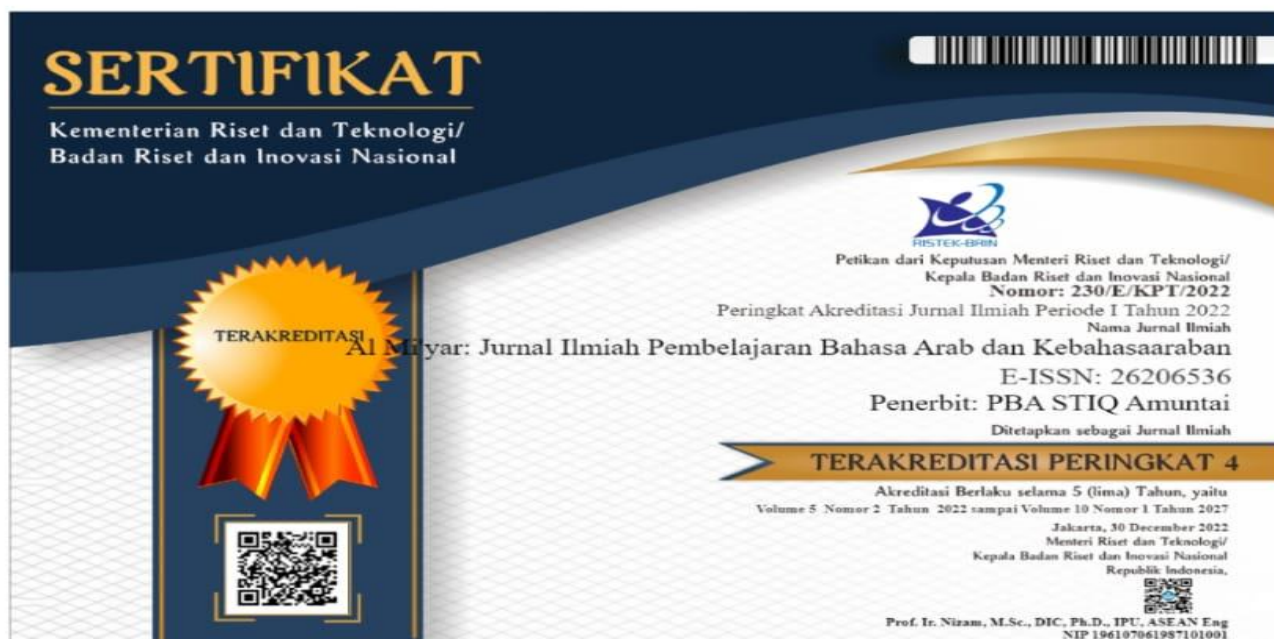 SERTIFIKAT
Kementerian Riset dan Teknologi/
Badan Riset dan Inovasi Nasional
RISTEK-BRIN
Petikan dari Keputusan Menteri Riset dan Teknologi/
Kepala Badan Riset dan Inovasi Nasional
Nomor: 230/E/KPT/2022
Peringkat Akreditasi Jurnal Ilmiah Periode I Tahun 2022
Nama Jurnal Ilmiah
TERAKREDITASI
Al Mi'yar: Jurnal Ilmiah Pembelajaran Bahasa Arab dan Kebahasaaraban
E-ISSN: 26206536
Penerbit: PBA STIQ Amuntai
Ditetapkan sebagai Jurnal Ilmiah
TERAKREDITASI PERINGKAT 4
Akreditasi Berlaku selama 5 (lima) Tahun, yaitu
Volume 5 Nomor 2 Tahun 2022 sampai Volume 10 Nomor 1 Tahun 2027
Jakarta, 30 December 2022
Menteri Riset dan Teknologi/
Kepala Badan Riset dan Inovasi Nasional
Republik Indonesia,
Prof. Ir. Nizam, M.Sc., DIC, Ph.D., IPU, ASEAN Eng
NIP 196107061987101001